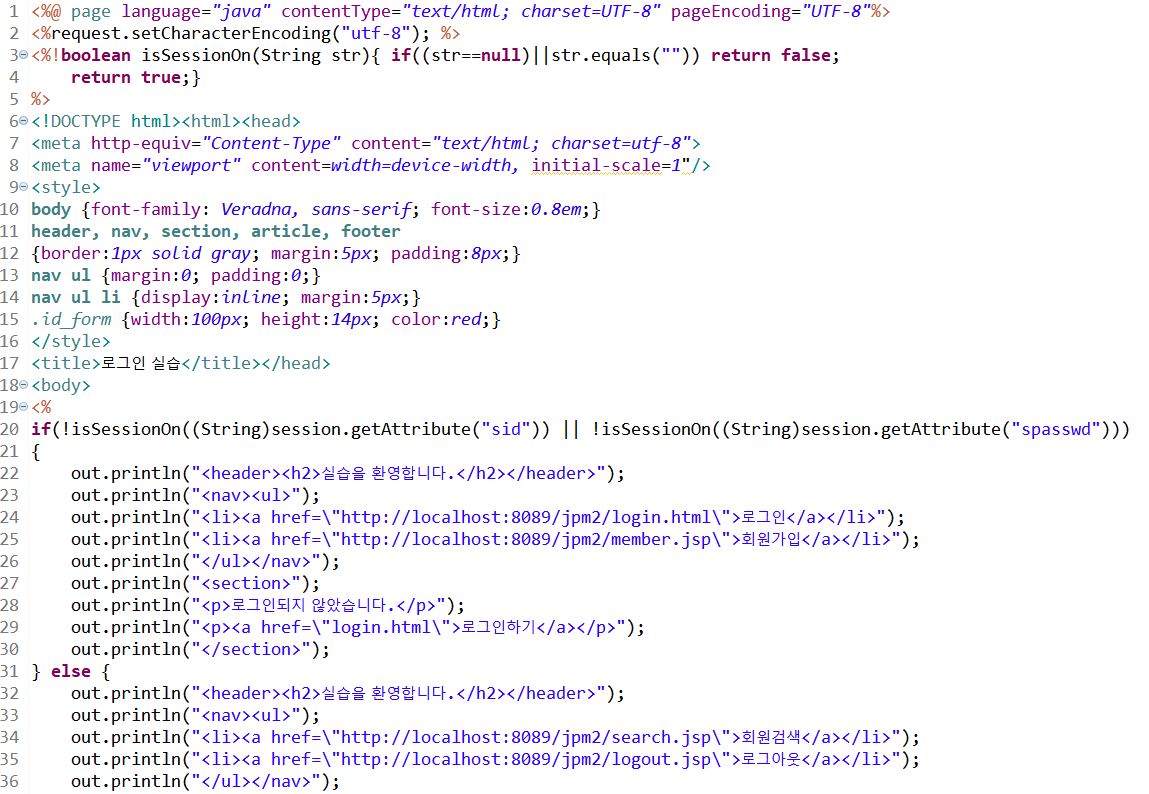 1 <%@ page language="java" contentType="text/html; charset=UTF-8" pageEncoding="UTF-8"%>
2 <%request.setCharacterEncoding("utf-8"); %>
3 <%!boolean isSessionOn(String str){ if((str==null)||str.equals("")) return false;
4     return true;}
5 %>
6 <!DOCTYPE html><html><head>
7 <meta http-equiv="Content-Type" content="text/html; charset=utf-8">
8 <meta name="viewport" content=width=device-width, initial-scale=1"/>
9 <style>
10 body {font-family: Veradna, sans-serif; font-size:0.8em;}
11 header, nav, section, article, footer
12 {border:1px solid gray; margin:5px; padding:8px;}
13 nav ul {margin:0; padding:0;}
14 nav ul li {display:inline; margin:5px;}
15 .id_form {width:100px; height:14px; color:red;}
16 </style>
17 <title>로그인 실습</title></head>
18 <body>
19 <%
20 if(!isSessionOn((String)session.getAttribute("sid")) || !isSessionOn((String)session.getAttribute("spasswd")))
21 {
22     out.println("<header><h2>실습을 환영합니다.</h2></header>");
23     out.println("<nav><ul>");
24     out.println("<li><a href=\"http://localhost:8089/jpm2/login.html\">로그인</a></li>");
25     out.println("<li><a href=\"http://localhost:8089/jpm2/member.jsp\">회원가입</a></li>");
26     out.println("</ul></nav>");
27     out.println("<section>");
28     out.println("<p>로그인되지 않았습니다.</p>");
29     out.println("<p><a href=\"login.html\">로그인하기</a></p>");
30     out.println("</section>");
31 } else {
32     out.println("<header><h2>실습을 환영합니다.</h2></header>");
33     out.println("<nav><ul>");
34     out.println("<li><a href=\"http://localhost:8089/jpm2/search.jsp\">회원검색</a></li>");
35     out.println("<li><a href=\"http://localhost:8089/jpm2/logout.jsp\">로그아웃</a></li>");
36     out.println("</ul></nav>");